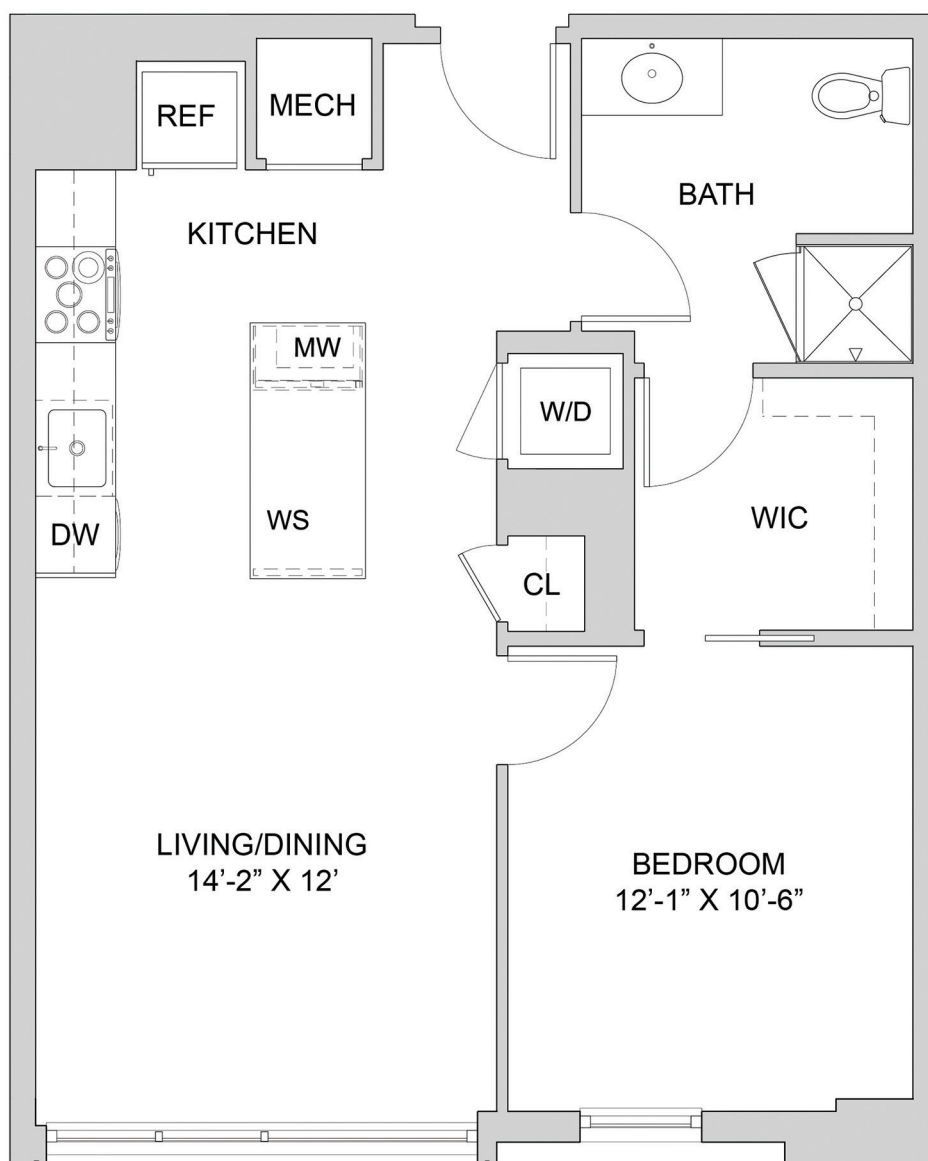 REF
MECH
BATH
KITCHEN
MW
W/D
WS
WIC
DW
CL
LIVING/DINING
14’-2” X 12’
BEDROOM
12’-1” X 10’-6”